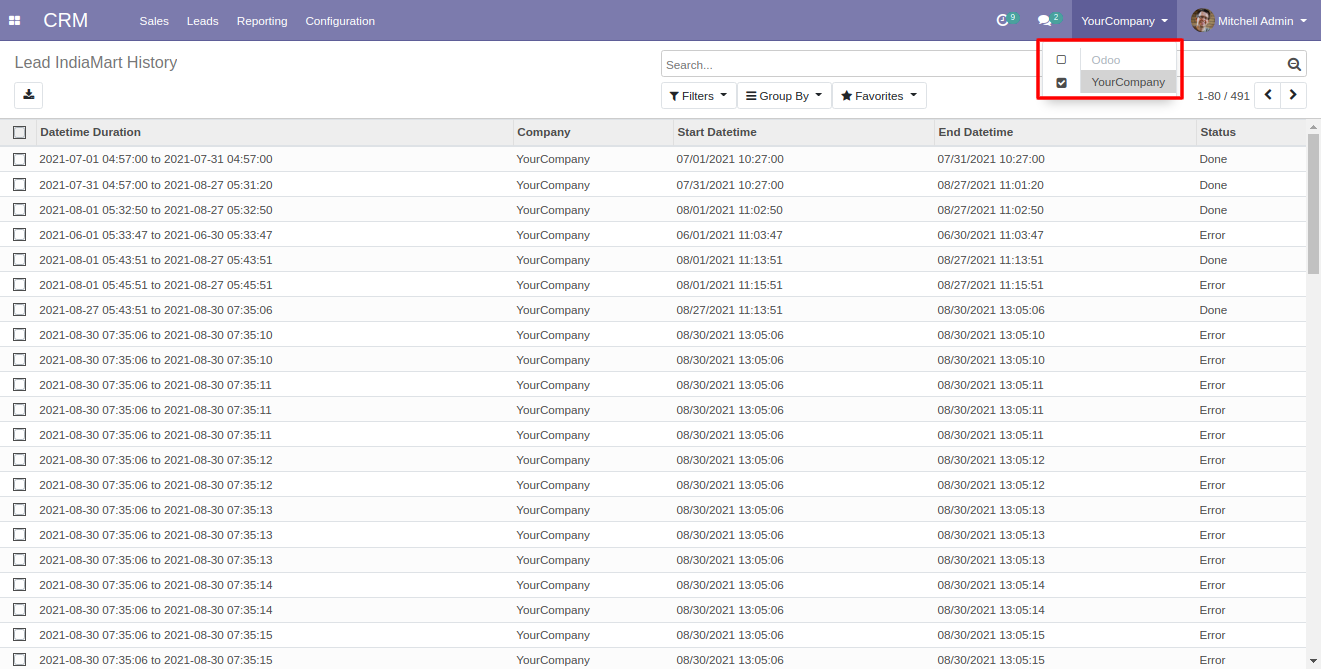 CRM Sales Leads Reporting Configuration 9 2 YourCompany Mitchell Admin
Lead IndiaMart History
Search...
Odoo
YourCompany
Filters Group By Favorites 1-80 / 491
Datetime Duration Company Start Datetime End Datetime Status
2021-07-01 04:57:00 to 2021-07-31 04:57:00 YourCompany 07/01/2021 10:27:00 07/31/2021 10:27:00 Done
2021-07-31 04:57:00 to 2021-08-27 05:31:20 YourCompany 07/31/2021 10:27:00 08/27/2021 11:01:20 Done
2021-08-01 05:32:50 to 2021-08-27 05:32:50 YourCompany 08/01/2021 11:02:50 08/27/2021 11:02:50 Done
2021-06-01 05:33:47 to 2021-06-30 05:33:47 YourCompany 06/01/2021 11:03:47 06/30/2021 11:03:47 Error
2021-08-01 05:43:51 to 2021-08-27 05:43:51 YourCompany 08/01/2021 11:13:51 08/27/2021 11:13:51 Done
2021-08-01 05:45:51 to 2021-08-27 05:45:51 YourCompany 08/01/2021 11:15:51 08/27/2021 11:15:51 Error
2021-08-27 05:43:51 to 2021-08-30 07:35:06 YourCompany 08/27/2021 11:13:51 08/30/2021 13:05:06 Done
2021-08-30 07:35:06 to 2021-08-30 07:35:10 YourCompany 08/30/2021 13:05:06 08/30/2021 13:05:10 Error
2021-08-30 07:35:06 to 2021-08-30 07:35:10 YourCompany 08/30/2021 13:05:06 08/30/2021 13:05:10 Error
2021-08-30 07:35:06 to 2021-08-30 07:35:11 YourCompany 08/30/2021 13:05:06 08/30/2021 13:05:11 Error
2021-08-30 07:35:06 to 2021-08-30 07:35:11 YourCompany 08/30/2021 13:05:06 08/30/2021 13:05:11 Error
2021-08-30 07:35:06 to 2021-08-30 07:35:11 YourCompany 08/30/2021 13:05:06 08/30/2021 13:05:11 Error
2021-08-30 07:35:06 to 2021-08-30 07:35:12 YourCompany 08/30/2021 13:05:06 08/30/2021 13:05:12 Error
2021-08-30 07:35:06 to 2021-08-30 07:35:12 YourCompany 08/30/2021 13:05:06 08/30/2021 13:05:12 Error
2021-08-30 07:35:06 to 2021-08-30 07:35:13 YourCompany 08/30/2021 13:05:06 08/30/2021 13:05:13 Error
2021-08-30 07:35:06 to 2021-08-30 07:35:13 YourCompany 08/30/2021 13:05:06 08/30/2021 13:05:13 Error
2021-08-30 07:35:06 to 2021-08-30 07:35:13 YourCompany 08/30/2021 13:05:06 08/30/2021 13:05:13 Error
2021-08-30 07:35:06 to 2021-08-30 07:35:14 YourCompany 08/30/2021 13:05:06 08/30/2021 13:05:14 Error
2021-08-30 07:35:06 to 2021-08-30 07:35:14 YourCompany 08/30/2021 13:05:06 08/30/2021 13:05:14 Error
2021-08-30 07:35:06 to 2021-08-30 07:35:15 YourCompany 08/30/2021 13:05:06 08/30/2021 13:05:15 Error
2021-08-30 07:35:06 to 2021-08-30 07:35:15 YourCompany 08/30/2021 13:05:06 08/30/2021 13:05:15 Error